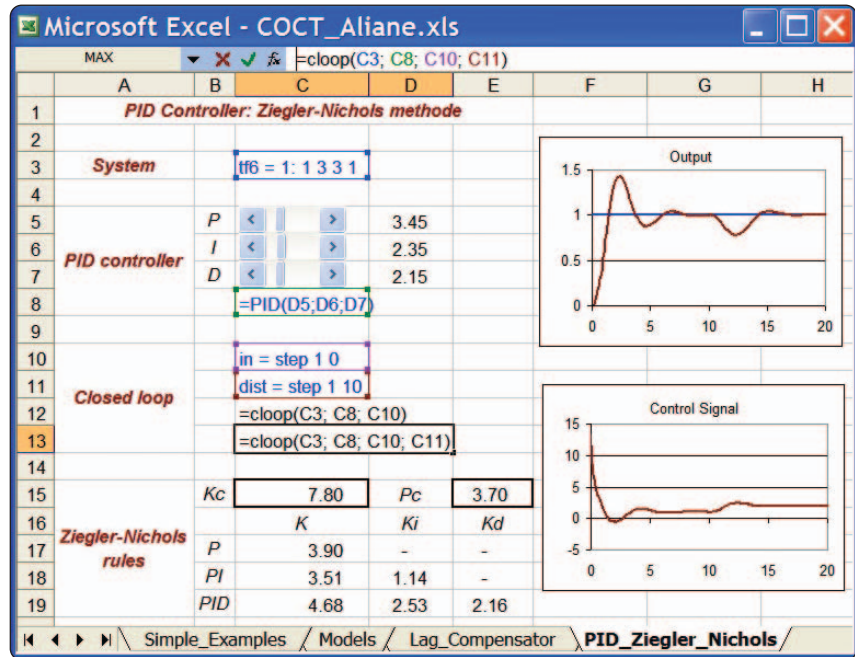 Microsoft Excel - COCT_Aliane.xls
MAX =cloop(C3; C8; C10; C11)
A B C D E F G H
1 PID Controller: Ziegler-Nichols methode
2
3 System tf6 = 1: 1 3 3 1
4
5 P 3.45
6 I 2.35
PID controller
7 D 2.15
8 =PID(D5;D6;D7)
9
10 in = step 1 0
11 dist = step 1 10
Closed loop
12 =cloop(C3; C8; C10)
13 =cloop(C3; C8; C10; C11)
14
15 Kc 7.80 Pc 3.70
16 K Ki Kd
Ziegler-Nichols
rules
17 P 3.90 - -
18 PI 3.51 1.14 -
19 PID 4.68 2.53 2.16
Output
1.5
1
0.5
0
0 5 10 15 20
Control Signal
15
10
5
0
-5
0 5 10 15 20
Simple_Examples Models Lag_Compensator PID_Ziegler_Nichols